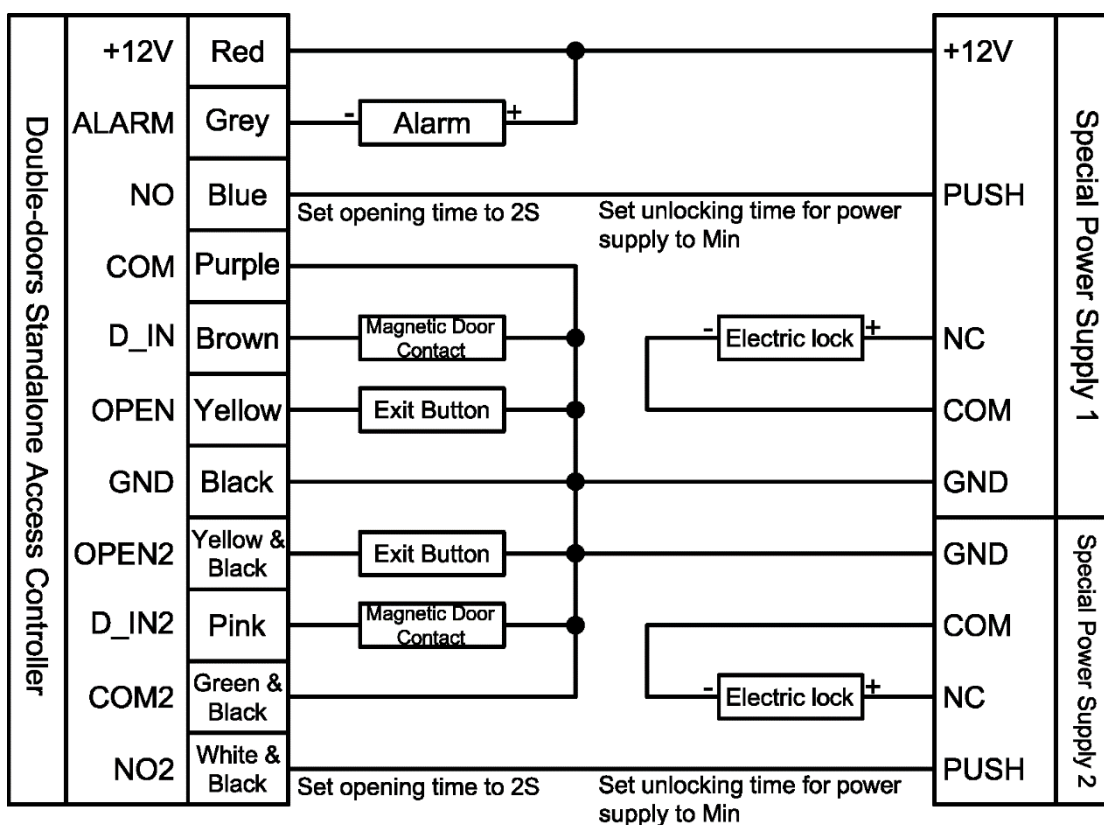 Double-doors Standalone Access Controller
+12V Red +12V
ALARM Grey - Alarm +
NO Blue PUSH
Set opening time to 2S Set unlocking time for power
supply to Min
COM Purple
D_IN Brown Magnetic Door
Contact - Electric lock + NC
OPEN Yellow Exit Button COM
GND Black GND
Special Power Supply 1
OPEN2 Yellow &
Black Exit Button GND
D_IN2 Pink Magnetic Door
Contact COM
COM2 Green &
Black - Electric lock + NC
NO2 White &
Black PUSH
Set opening time to 2S Set unlocking time for power
supply to Min
Special Power Supply 2